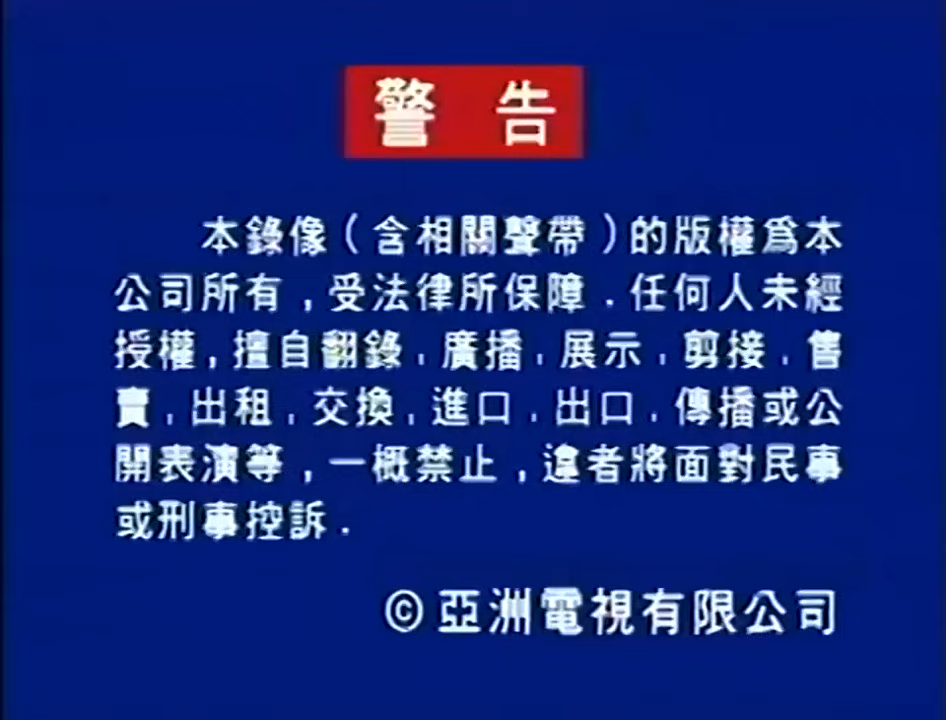 警告
本錄像(含相關聲帶)的版權爲本
公司所有,受法律所保障.任何人未經
授權,擅自翻錄,廣播,展示,剪接,售
賣,出租,交換,進口,出口,傳播或公
開表演等,一概禁止,違者將面對民事
或刑事控訴.
©亞洲電視有限公司